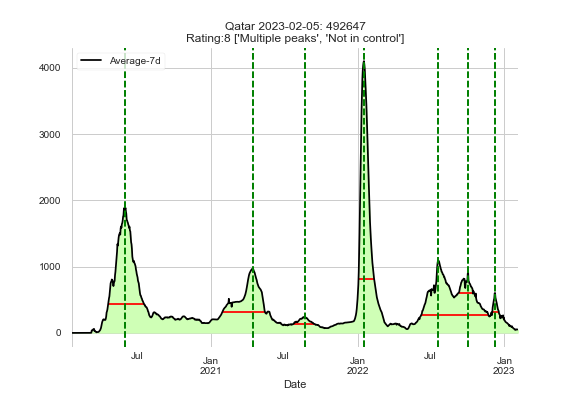 Qatar 2023-02-05: 492647
Rating:8 ['Multiple peaks', 'Not in control']
Average-7d
4000
3000
2000
1000
0
Jul
Jan
2021
Jul
Jan
2022
Jul
Jan
2023
Date